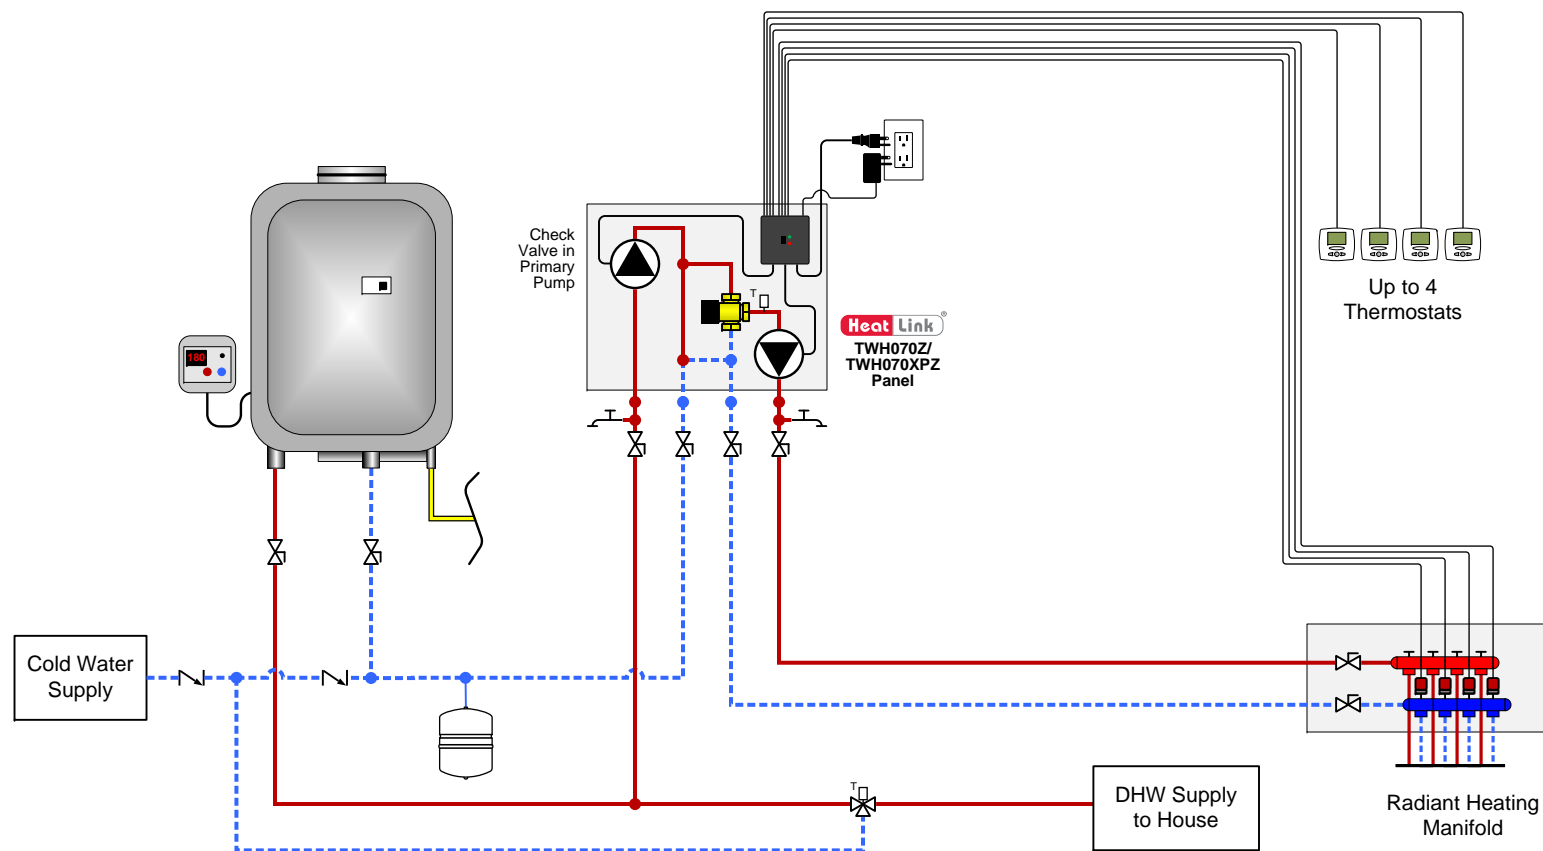 Check
Valve in
Primary
Pump
T
Heat Link®
TWH070Z/
TWH070XPZ
Panel
Up to 4
Thermostats
180
Cold Water
Supply
T
DHW Supply
to House
Radiant Heating
Manifold